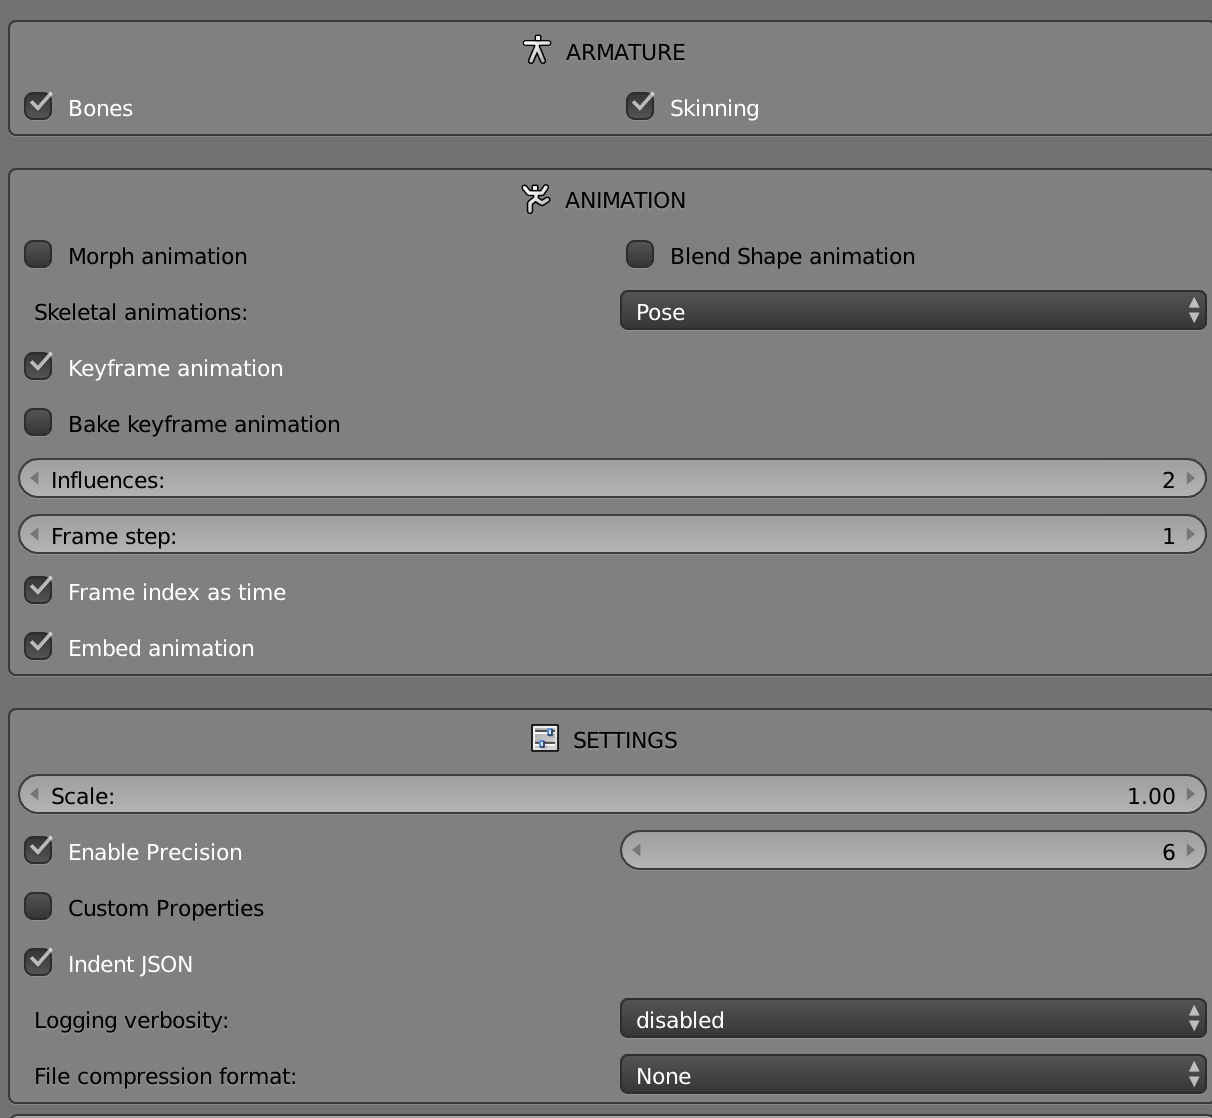 ARMATURE
Bones Skinning
ANIMATION
Morph animation Blend Shape animation
Skeletal animations: Pose
Keyframe animation
Bake keyframe animation
Influences: 2
Frame step: 1
Frame index as time
Embed animation
SETTINGS
Scale: 1.00
Enable Precision 6
Custom Properties
Indent JSON
Logging verbosity: disabled
File compression format: None